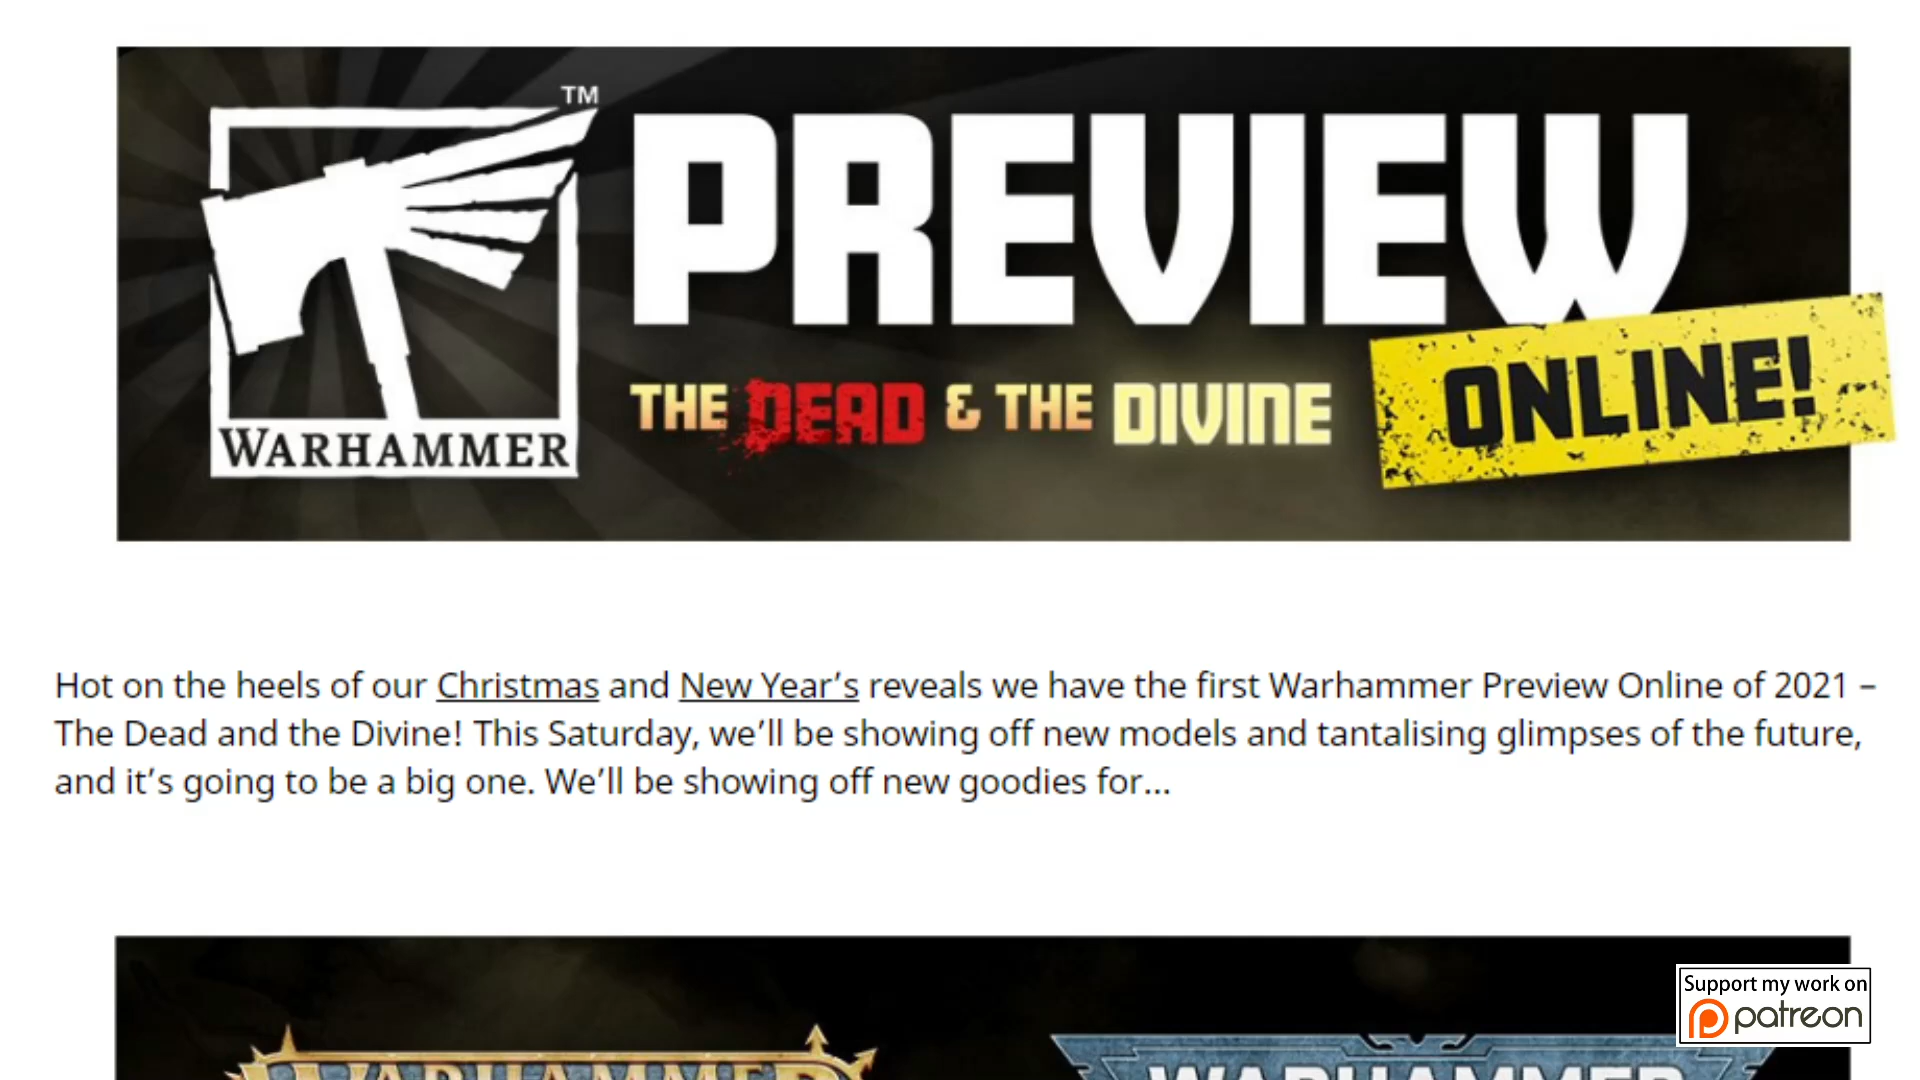 TM
PREVIEW
WARHAMMER
THE DEAD & THE DIVINE
ONLINE!
Hot on the heels of our Christmas and New Year’s reveals we have the first Warhammer Preview Online of 2021 –
The Dead and the Divine! This Saturday, we’ll be showing off new models and tantalising glimpses of the future,
and it’s going to be a big one. We’ll be showing off new goodies for...
Support my work on
patreon
WARHAMMER
WARHAMMER